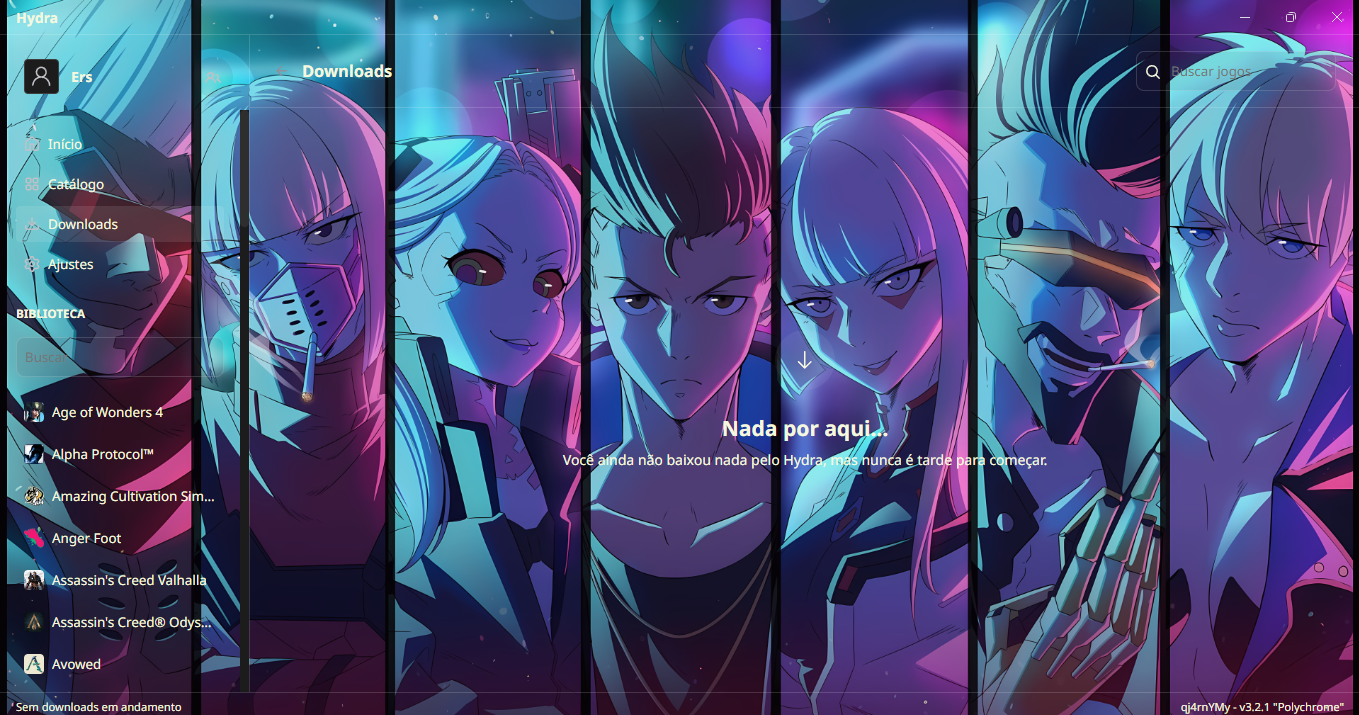 Hydra
Ers
Downloads
Buscar jogos
Início
Catálogo
Downloads
Ajustes
BIBLIOTECA
Buscar
Age of Wonders 4
Alpha Protocol™
Amazing Cultivation Sim...
Anger Foot
Assassin's Creed Valhalla
Assassin's Creed® Odys...
Avowed
Nada por aqui...
Você ainda não baixou nada pelo Hydra, mas nunca é tarde para começar.
Sem downloads em andamento
qj4rnYMy - v3.2.1 "Polychrome"